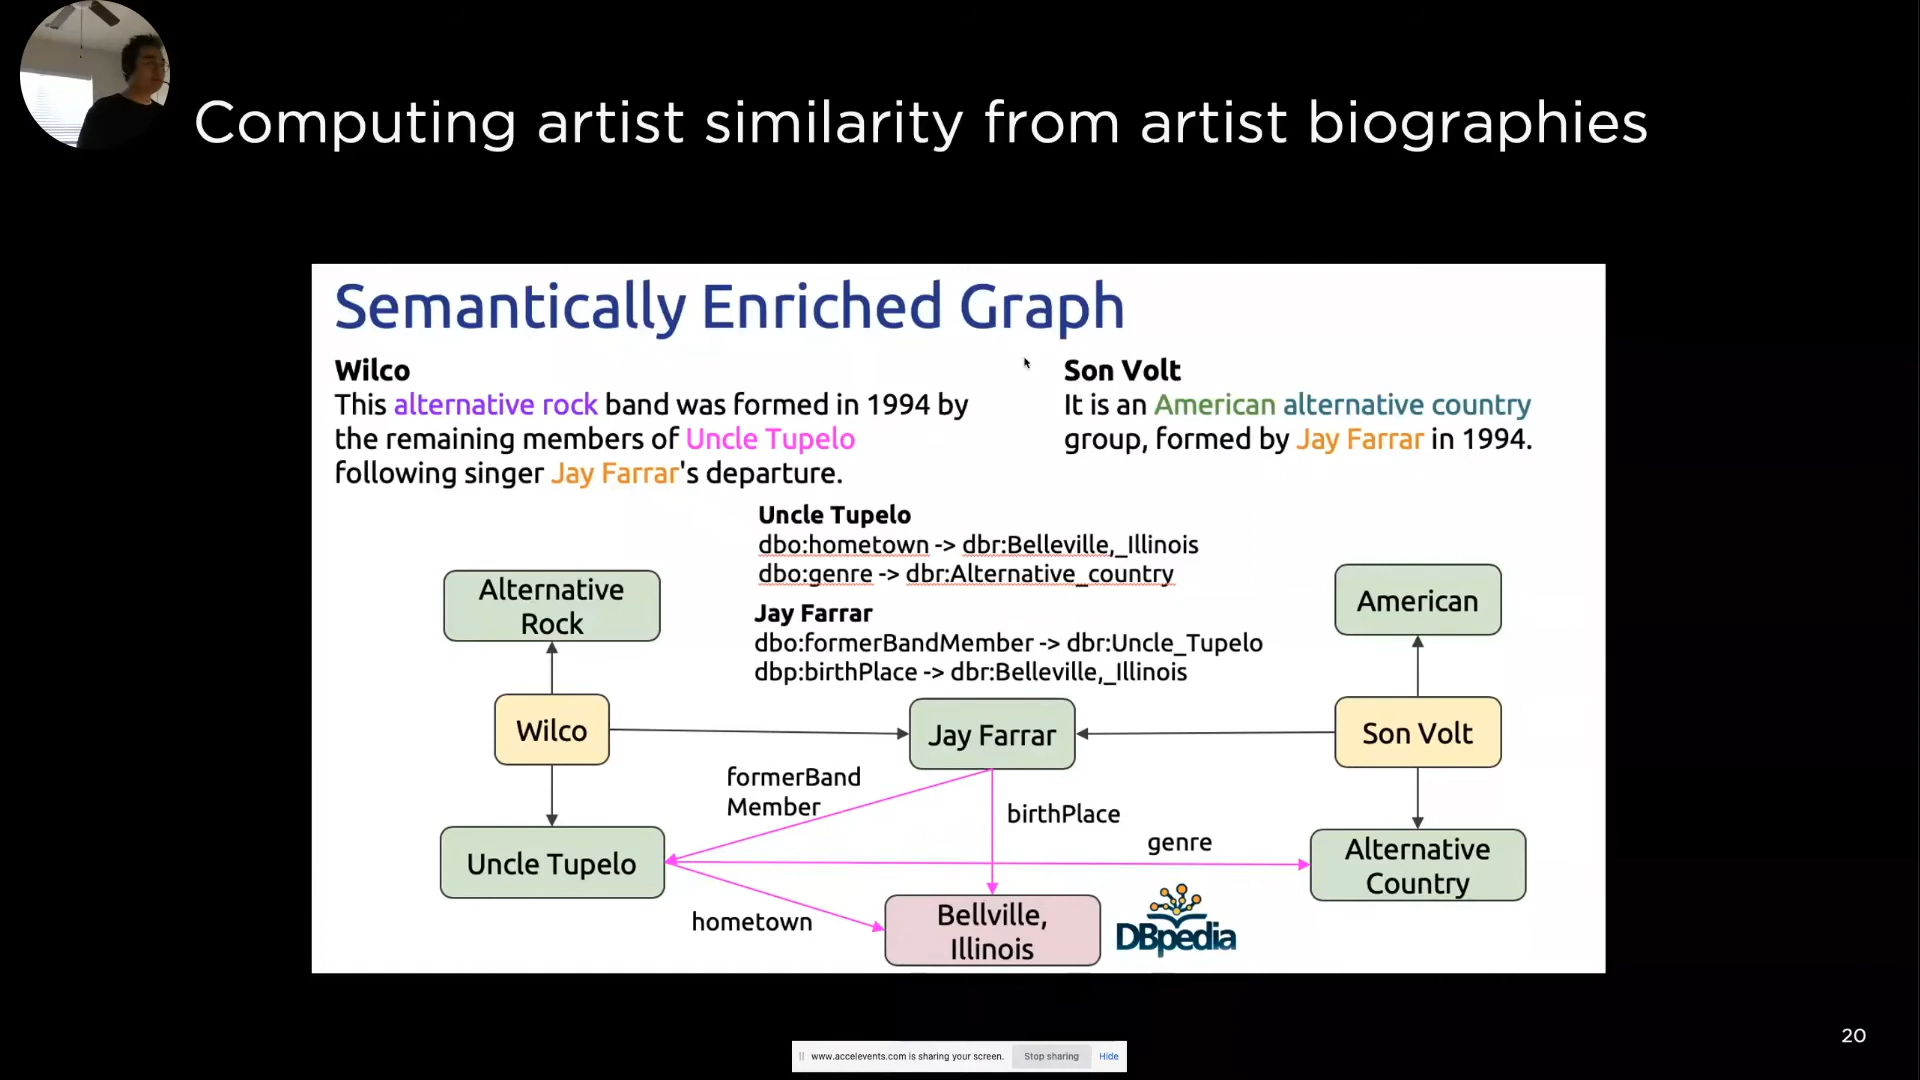 Computing artist similarity from artist biographies
Semantically Enriched Graph
Wilco
This alternative rock band was formed in 1994 by
the remaining members of Uncle Tupelo
following singer Jay Farrar's departure.
Son Volt
It is an American alternative country
group, formed by Jay Farrar in 1994.
Uncle Tupelo
dbo:hometown -> dbr:Belleville,_Illinois
dbo:genre -> dbr:Alternative_country
Jay Farrar
dbo:formerBandMember -> dbr:Uncle_Tupelo
dbp:birthPlace -> dbr:Belleville,_Illinois
Alternative
Rock
American
Wilco
Jay Farrar
Son Volt
formerBand
Member
birthPlace
genre
Uncle Tupelo
Alternative
Country
hometown
Bellville,
Illinois
DBpedia
20
www.accelevents.com is sharing your screen.
Stop sharing
Hide